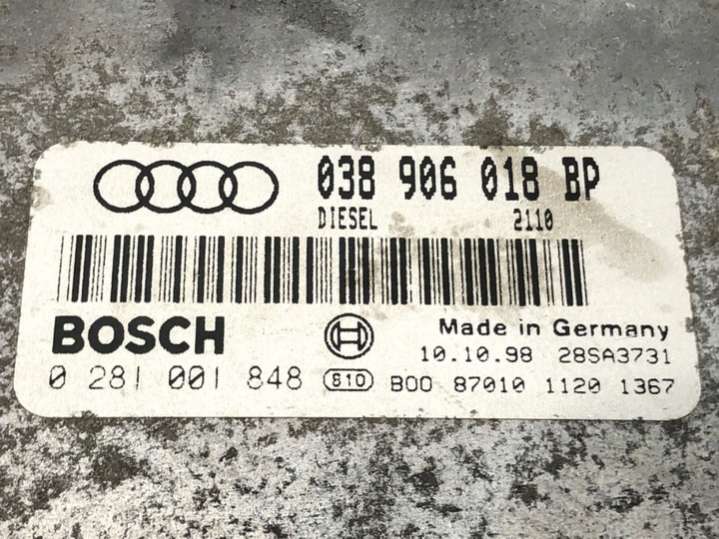 038 906 018 BP
DIESEL 2110
BOSCH
Made in Germany
10.10.98 28SA3731
0 281 001 848 810 B00 87010 1120 1367